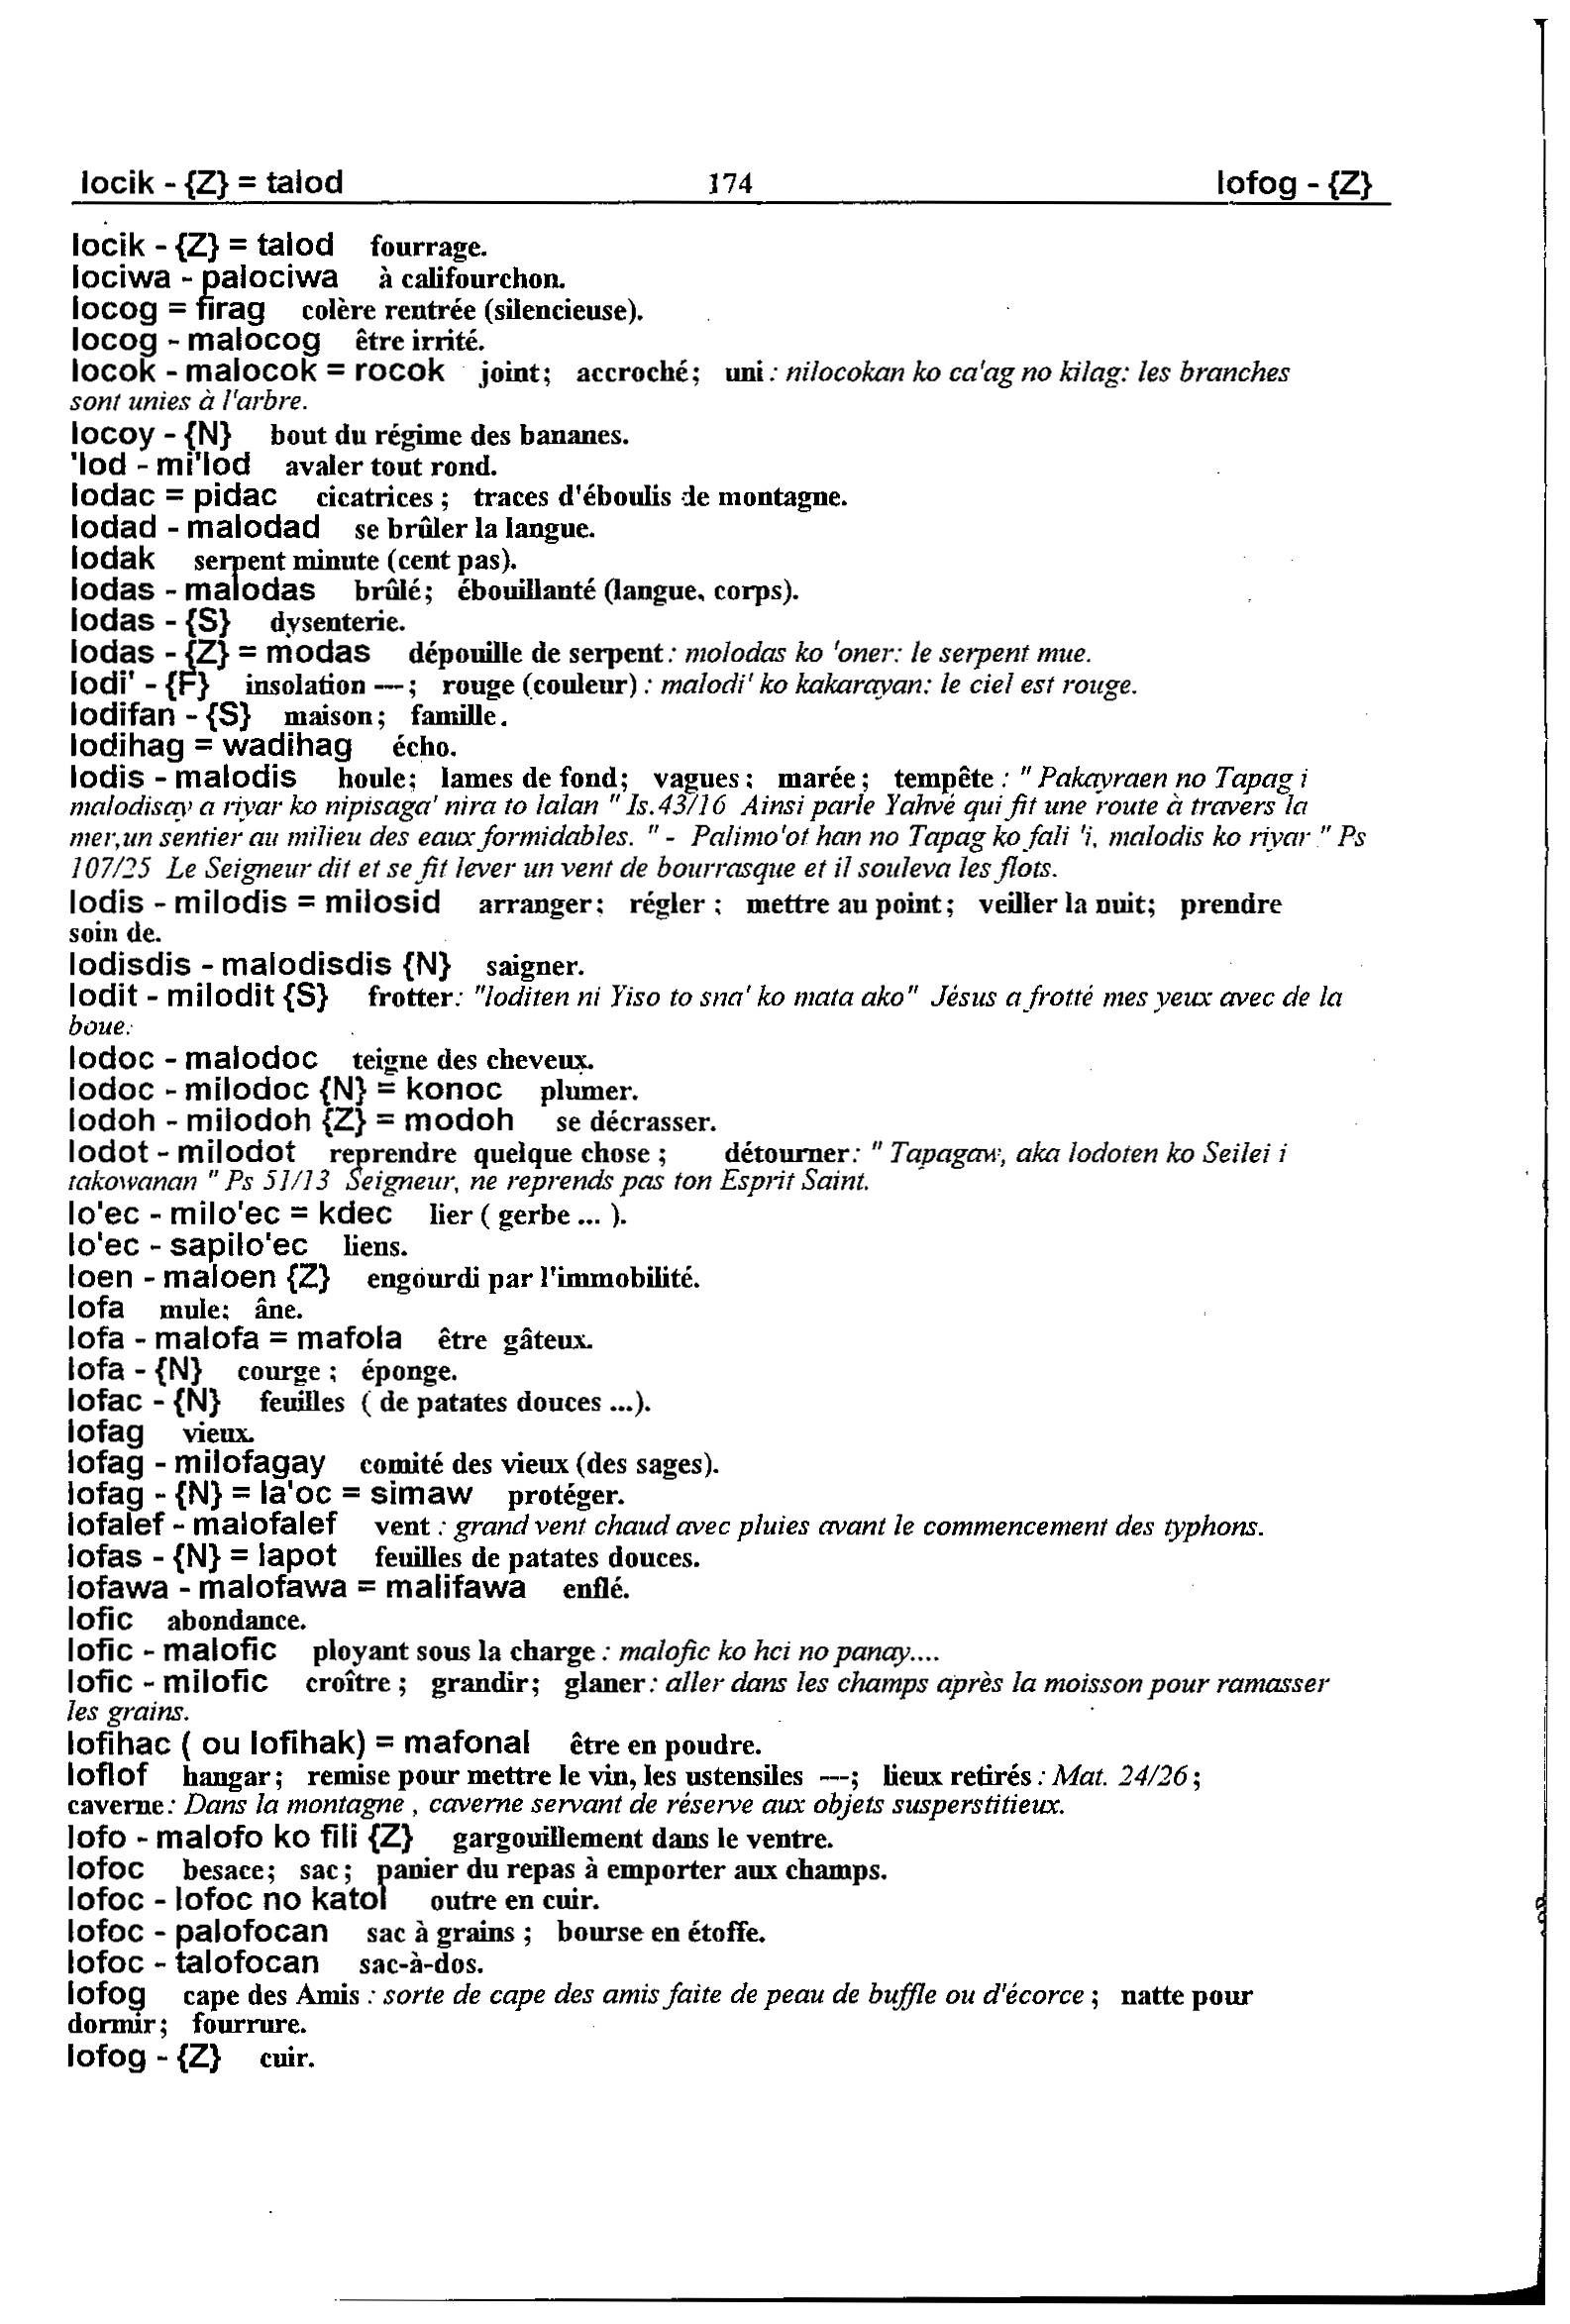 locik - {Z} = talod 174 lofog - {Z}
locik - {Z} = talod fourrage.
lociwa - palociwa à califourchon.
locog = firag colère rentrée (silencieuse).
locog - malocog être irrité.
locok - malocok = rocok joint; accroché; uni : nilocokan ko ca'ag no kilag: les branches
sont unies à l'arbre.
locoy - {N} bout du régime des bananes.
'lod - mi'lod avaler tout rond.
lodac = pidac cicatrices ; traces d'éboulis de montagne.
lodad - malodad se brûler la langue.
lodak serpent minute (cent pas).
lodas - malodas brûlé; ébouillanté (langue, corps).
lodas - {S} dysenterie.
lodas - {Z} = modas dépouille de serpent : molodas ko 'oner: le serpent mue.
lodi' - {F} insolation —; rouge (couleur) : malodi' ko kakarayan: le ciel est rouge.
lodifan - {S} maison; famille.
lodihag = wadihag écho.
lodis - malodis houle; lames de fond; vagues; marée; tempête : " Pakayraen no Tapag i
malodisay a riyar ko nipisaga' nira to lalan " Is.43/16 Ainsi parle Yahvé qui fit une route à travers la
mer,un sentier au milieu des eaux formidables. " - Palimo'ot han no Tapag ko fali 'i, malodis ko riyar " Ps
107/25 Le Seigneur dit et se fit lever un vent de bourrasque et il souleva les flots.
lodis - milodis = milosid arranger; régler ; mettre au point; veiller la nuit; prendre
soin de.
lodisdis - malodisdis {N} saigner.
lodit - milodit {S} frotter: "loditen ni Yiso to sna' ko mata ako" Jésus a frotté mes yeux avec de la
boue.
lodoc - malodoc teigne des cheveux.
lodoc - milodoc {N} = konoc plumer.
lodoh - milodoh {Z} = modoh se décrasser.
lodot - milodot reprendre quelque chose ; détourner: " Tapagaw, aka lodoten ko Seilei i
takowanan " Ps 51/13 Seigneur, ne reprends pas ton Esprit Saint.
lo'ec - milo'ec = kdec lier ( gerbe ... ).
lo'ec - sapilo'ec liens.
loen - maloen {Z} engourdi par l'immobilité.
lofa mule; âne.
lofa - malofa = mafola être gâteux.
lofa - {N} courge ; éponge.
lofac - {N} feuilles ( de patates douces ...).
lofag vieux.
lofag - milofagay comité des vieux (des sages).
lofag - {N} = la'oc = simaw protéger.
lofalef - malofalef vent : grand vent chaud avec pluies avant le commencement des typhons.
lofas - {N} = lapot feuilles de patates douces.
lofawa - malofawa = malifawa enflé.
lofic abondance.
lofic - malofic ployant sous la charge : malofic ko hci no panay....
lofic - milofic croître ; grandir; glaner : aller dans les champs après la moisson pour ramasser
les grains.
lofihac ( ou lofihak) = mafonal être en poudre.
loflof hangar; remise pour mettre le vin, les ustensiles —; lieux retirés : Mat. 24/26 ;
caverne: Dans la montagne , caverne servant de réserve aux objets susperstitieux.
lofo - malofo ko fili {Z} gargouillement dans le ventre.
lofoc besace; sac; panier du repas à emporter aux champs.
lofoc - lofoc no katol outre en cuir.
lofoc - palofocan sac à grains ; bourse en étoffe.
lofoc - talofocan sac-à-dos.
lofog cape des Amis : sorte de cape des amis faite de peau de buffle ou d'écorce ; natte pour
dormir; fourrure.
lofog - {Z} cuir.